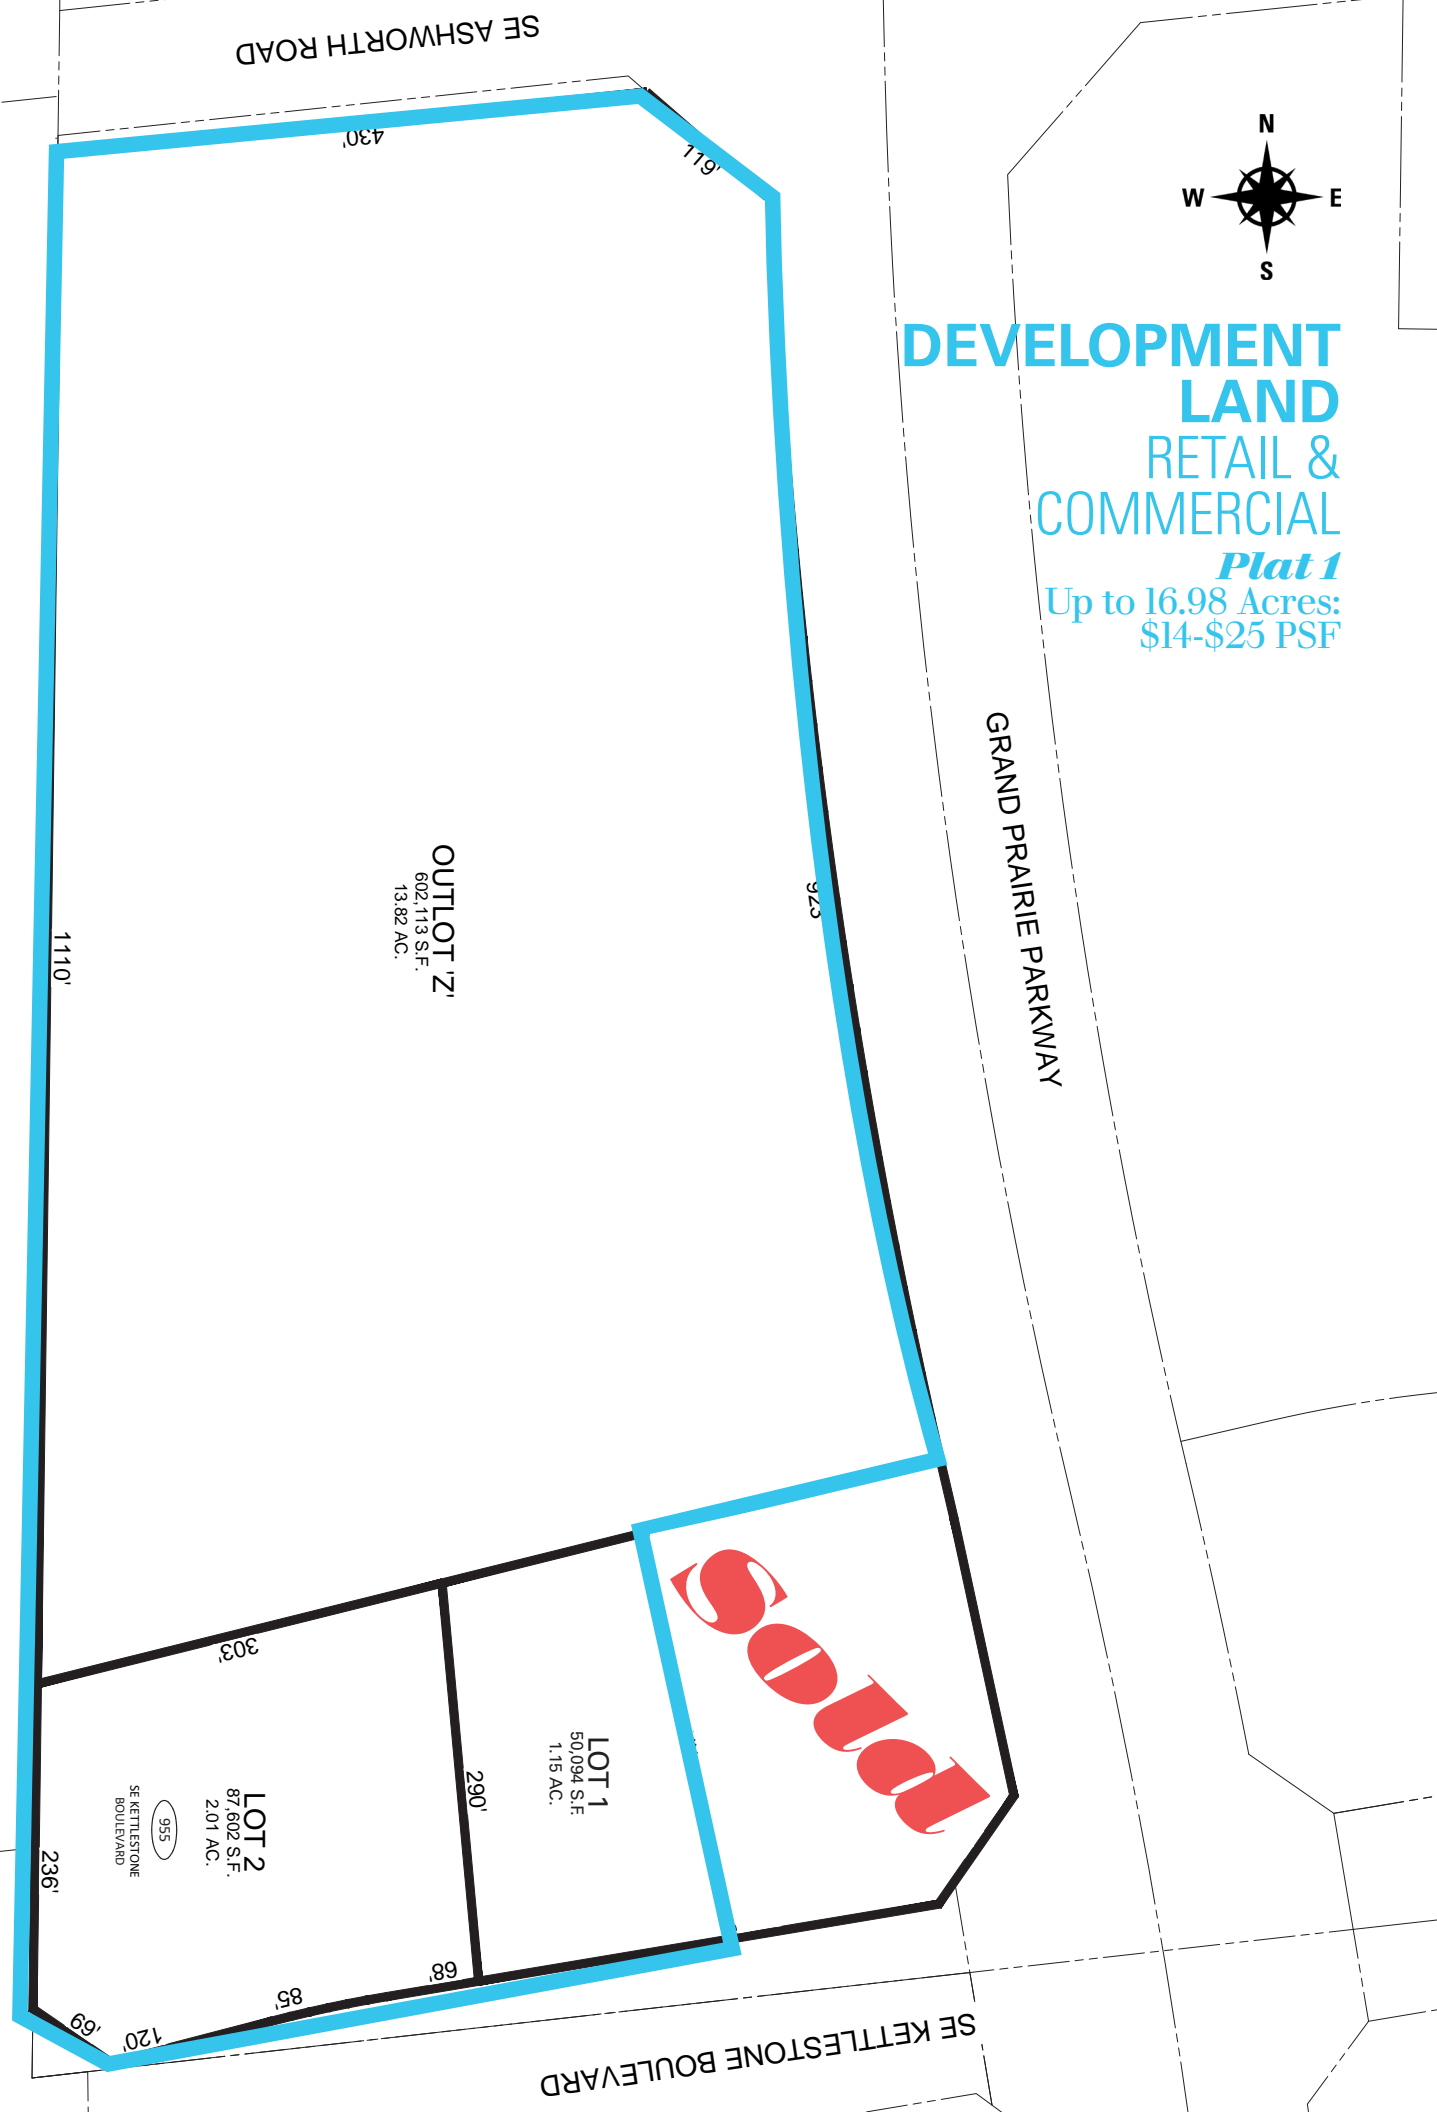 SE ASHWORTH ROAD
430'
119'
N
W E
S
DEVELOPMENT
LAND
RETAIL &
COMMERCIAL
Plat 1
Up to 16.98 Acres:
$14-$25 PSF
GRAND PRAIRIE PARKWAY
923
OUTLOT 'Z'
602,113 S.F.
13.82 AC.
1110'
303'
290'
LOT 1
50,094 S.F.
1.15 AC.
sold
LOT 2
87,602 S.F.
2.01 AC.
955
SE KETTLESTONE
BOULEVARD
236'
69'
120'
85'
68'
SE KETTLESTONE BOULEVARD